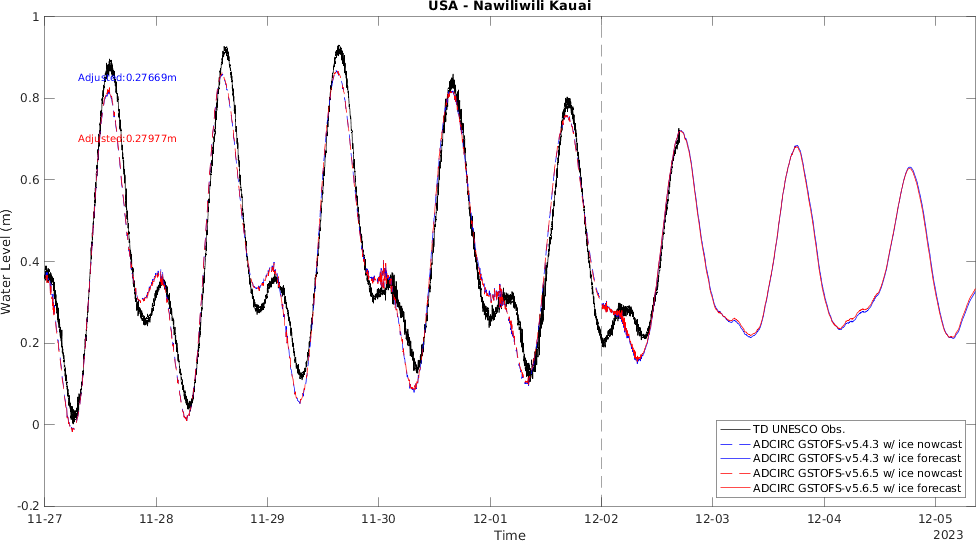 USA - Nawiliwili Kauai
1
0.8
0.6
0.4
0.2
0
-0.2
Water Level (m)
Adjusted:0.27669m
Adjusted:0.27977m
TD UNESCO Obs.
ADCIRC GSTOFS-v5.4.3 w/ ice nowcast
ADCIRC GSTOFS-v5.4.3 w/ ice forecast
ADCIRC GSTOFS-v5.6.5 w/ ice nowcast
ADCIRC GSTOFS-v5.6.5 w/ ice forecast
11-27 11-28 11-29 11-30 12-01 12-02 12-03 12-04 12-05
Time
2023